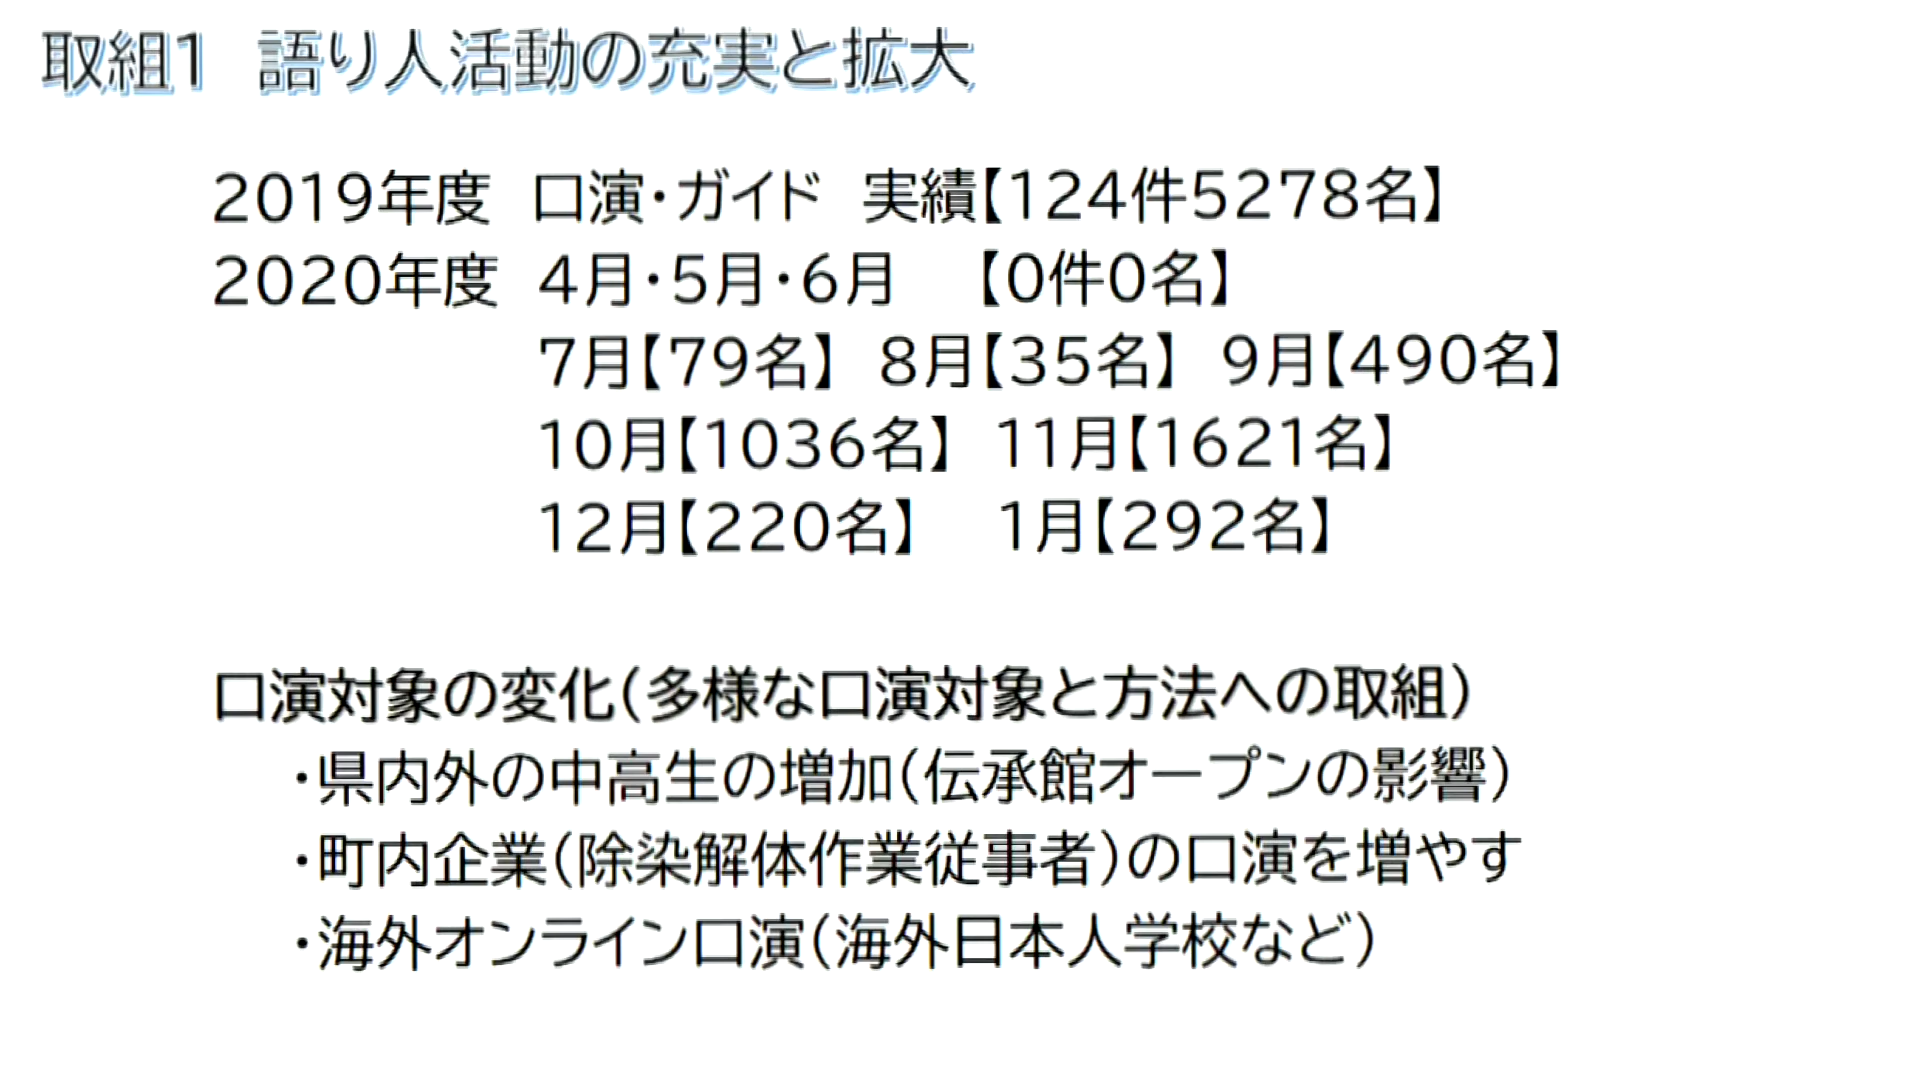 取組1　語り人活動の充実と拡大
2019年度　口演・ガイド　実績【124件5278名】
2020年度　4月・5月・6月　【0件0名】
7月【79名】 8月【35名】 9月【490名】
10月【1036名】 11月【1621名】
12月【220名】　1月【292名】
口演対象の変化（多様な口演対象と方法への取組）
・県内外の中高生の増加（伝承館オープンの影響）
・町内企業（除染解体作業従事者）の口演を増やす
・海外オンライン口演（海外日本人学校など）